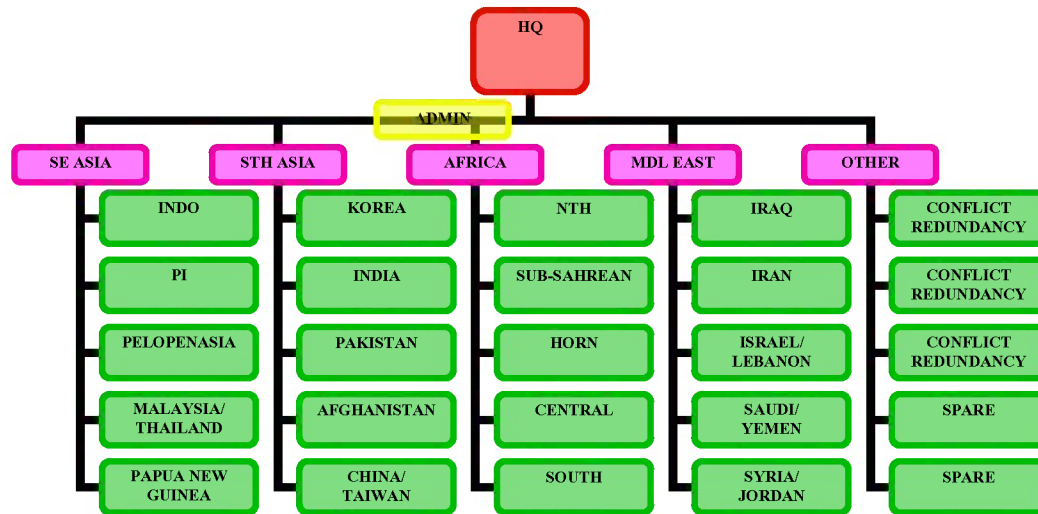 HQ
ADMIN
SE ASIA
STH ASIA
AFRICA
MDL EAST
OTHER
INDO
KOREA
NTH
IRAQ
CONFLICT
REDUNDANCY
PI
INDIA
SUB-SAHREAN
IRAN
CONFLICT
REDUNDANCY
PELOPENASIA
PAKISTAN
HORN
ISRAEL/
LEBANON
CONFLICT
REDUNDANCY
MALAYSIA/
THAILAND
AFGHANISTAN
CENTRAL
SAUDI/
YEMEN
SPARE
PAPUA NEW
GUINEA
CHINA/
TAIWAN
SOUTH
SYRIA/
JORDAN
SPARE